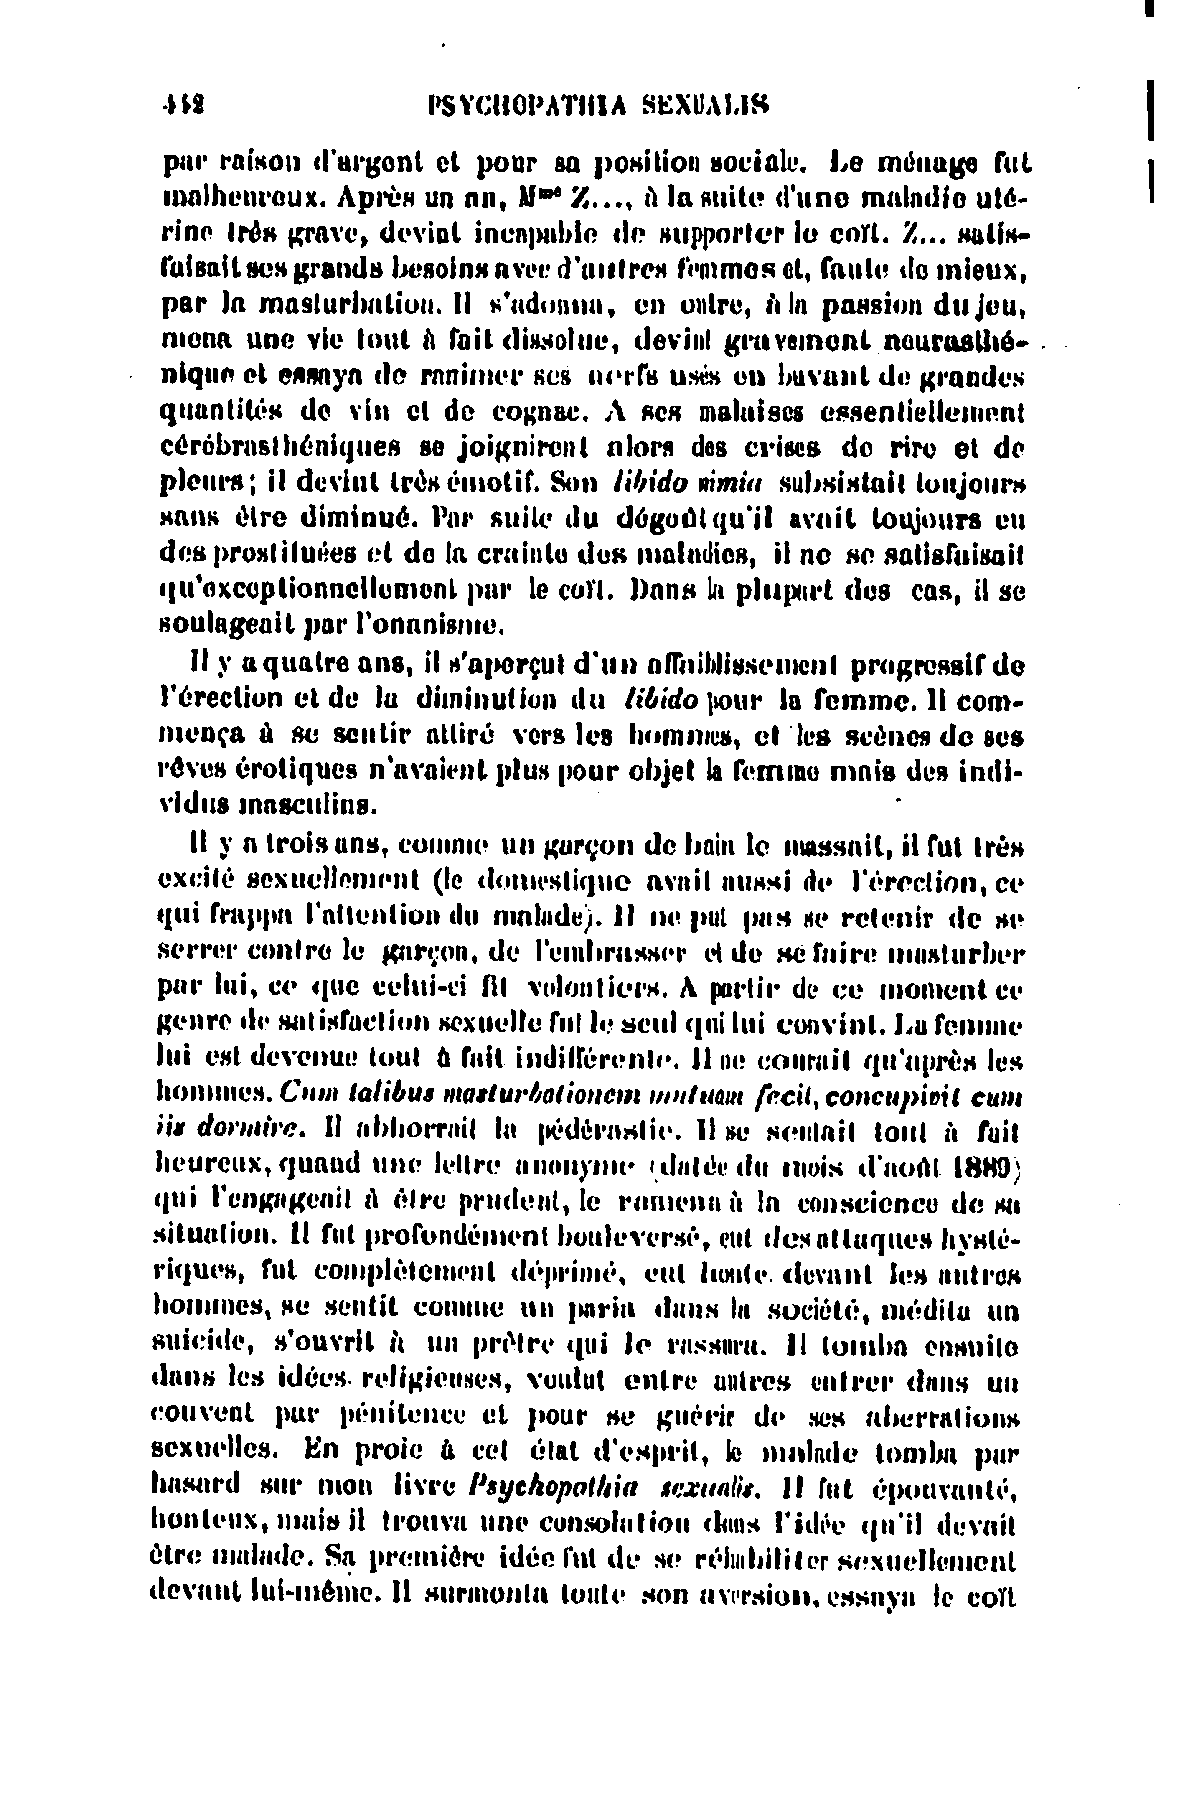 442 PSYCHOPATHIA SEXUALIS
par raison d'argent et pour sa position sociale. Le ménage fut
malheureux. Après un an, Mme Z..., à la suite d'une maladie uté-
rine très grave, devint incapable de supporter le coït. Z... satis-
faisait ses grands besoins avec d'autres femmes et, faute de mieux,
par la masturbation. Il s'adonna, en outre, à la passion du jeu,
mena une vie tout à fait dissolue, devint gravement neurasthé-
nique et essaya de ranimer ses nerfs usés en buvant de grandes
quantités de vin et de cognac. A ses malaises essentiellement
cérébrasthéniques se joignirent alors des crises de rire et de
pleurs; il devint très émotif. Son libido nimia subsistait toujours
sans être diminué. Par suite du dégoût qu'il avait toujours eu
des prostituées et de la crainte des maladies, il ne se satisfaisait
qu'exceptionnellement par le coït. Dans la plupart des cas, il se
soulageait par l'onanisme.
Il y a quatre ans, il s'aperçut d'un affaiblissement progressif de
l'érection et de la diminution du libido pour la femme. Il com-
mença à se sentir attiré vers les hommes, et les scènes de ses
rêves érotiques n'avaient plus pour objet la femme mais des indi-
vidus masculins.
Il y a trois ans, comme un garçon de bain le massait, il fut très
excité sexuellement (le domestique avait aussi de l'érection, ce
qui frappa l'attention du malade). Il ne put pas se retenir de se
serrer contre le garçon, de l'embrasser et de se faire masturber
par lui, ce que celui-ci fit volontiers. A partir de ce moment ce
genre de satisfaction sexuelle fut le seul qui lui convint. La femme
lui est devenue tout à fait indifférente. Il ne courait qu'après les
hommes. Cum talibus masturbationem mutuam fecit, concupivit cum
iis dormire. Il abhorrait la pédérastie. Il se sentait tout à fait
heureux, quand une lettre anonyme (datée du mois d'août 1889)
qui l'engageait à être prudent, le ramena à la conscience de sa
situation. Il fut profondément bouleversé, eut des attaques hysté-
riques, fut complètement déprimé, eut honte devant les autres
hommes, se sentit comme un paria dans la société, médita un
suicide, s'ouvrit à un prêtre qui le rassura. Il tomba ensuite
dans les idées religieuses, voulut entre autres entrer dans un
couvent par pénitence et pour se guérir de ses aberrations
sexuelles. En proie à cet état d'esprit, le malade tomba par
hasard sur mon livre Psychopathia sexualis. Il fut épouvanté,
honteux, mais il trouva une consolation dans l'idée qu'il devait
être malade. Sa première idée fut de se réhabiliter sexuellement
devant lui-même. Il surmonta toute son aversion, essaya le coït